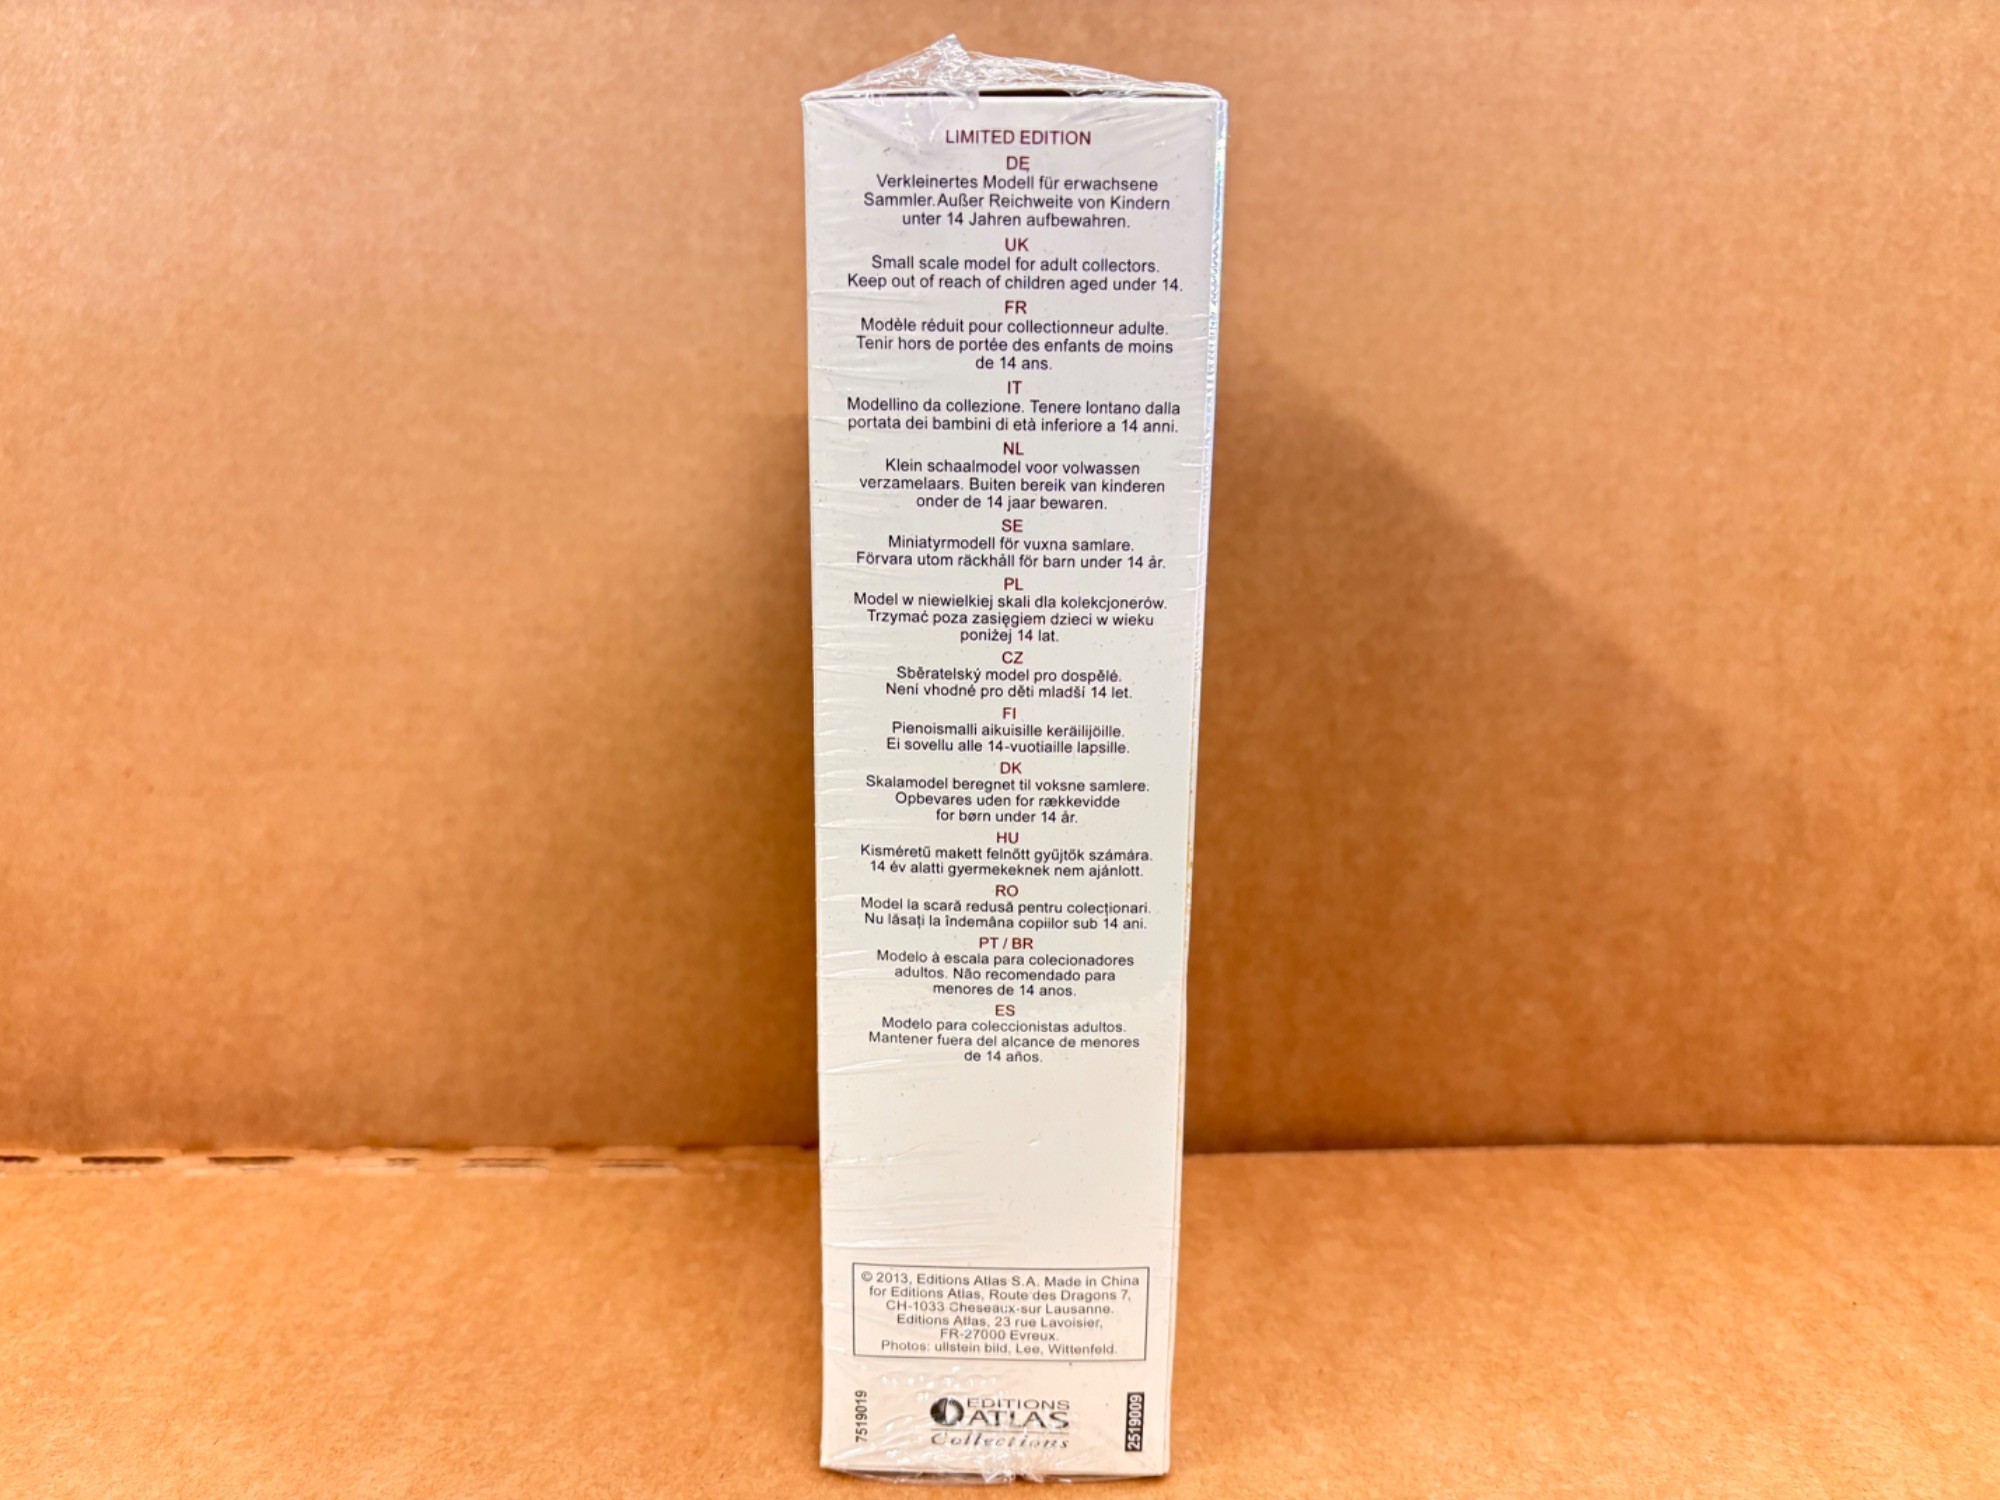 LIMITED EDITION
DE
Verkleinertes Modell für erwachsene
Sammler.Außer Reichweite von Kindern
unter 14 Jahren aufbewahren.
UK
Small scale model for adult collectors.
Keep out of reach of children aged under 14.
FR
Modèle réduit pour collectionneur adulte.
Tenir hors de portée des enfants de moins
de 14 ans.
IT
Modellino da collezione. Tenere lontano dalla
portata dei bambini di età inferiore a 14 anni.
NL
Klein schaalmodel voor volwassen
verzamelaars. Buiten bereik van kinderen
onder de 14 jaar bewaren.
SE
Miniatyrmodell för vuxna samlare.
Förvara utom räckhåll för barn under 14 år.
PL
Model w niewielkiej skali dla kolekcjonerów.
Trzymać poza zasięgiem dzieci w wieku
poniżej 14 lat.
CZ
Sběratelský model pro dospělé.
Není vhodné pro děti mladší 14 let.
FI
Pienoismalli aikuisille keräilijöille.
Ei sovellu alle 14-vuotiaille lapsille.
DK
Skalamodel beregnet til voksne samlere.
Opbevares uden for rækkevidde
for børn under 14 år.
HU
Kisméretű makett felnőtt gyűjtők számára.
14 év alatti gyermekeknek nem ajánlott.
RO
Model la scară redusă pentru colecționari.
Nu lăsați la îndemâna copiilor sub 14 ani.
PT / BR
Modelo à escala para colecionadores
adultos. Não recomendado para
menores de 14 anos.
ES
Modelo para coleccionistas adultos.
Mantener fuera del alcance de menores
de 14 años.
© 2013, Editions Atlas S.A. Made in China
for Editions Atlas, Route des Dragons 7,
CH-1033 Cheseaux-sur Lausanne.
Editions Atlas, 23 rue Lavoisier,
FR-27000 Evreux.
Photos: ullstein bild, Lee, Wittenfeld.
7519019
EDITIONS
ATLAS
Collections
2519009